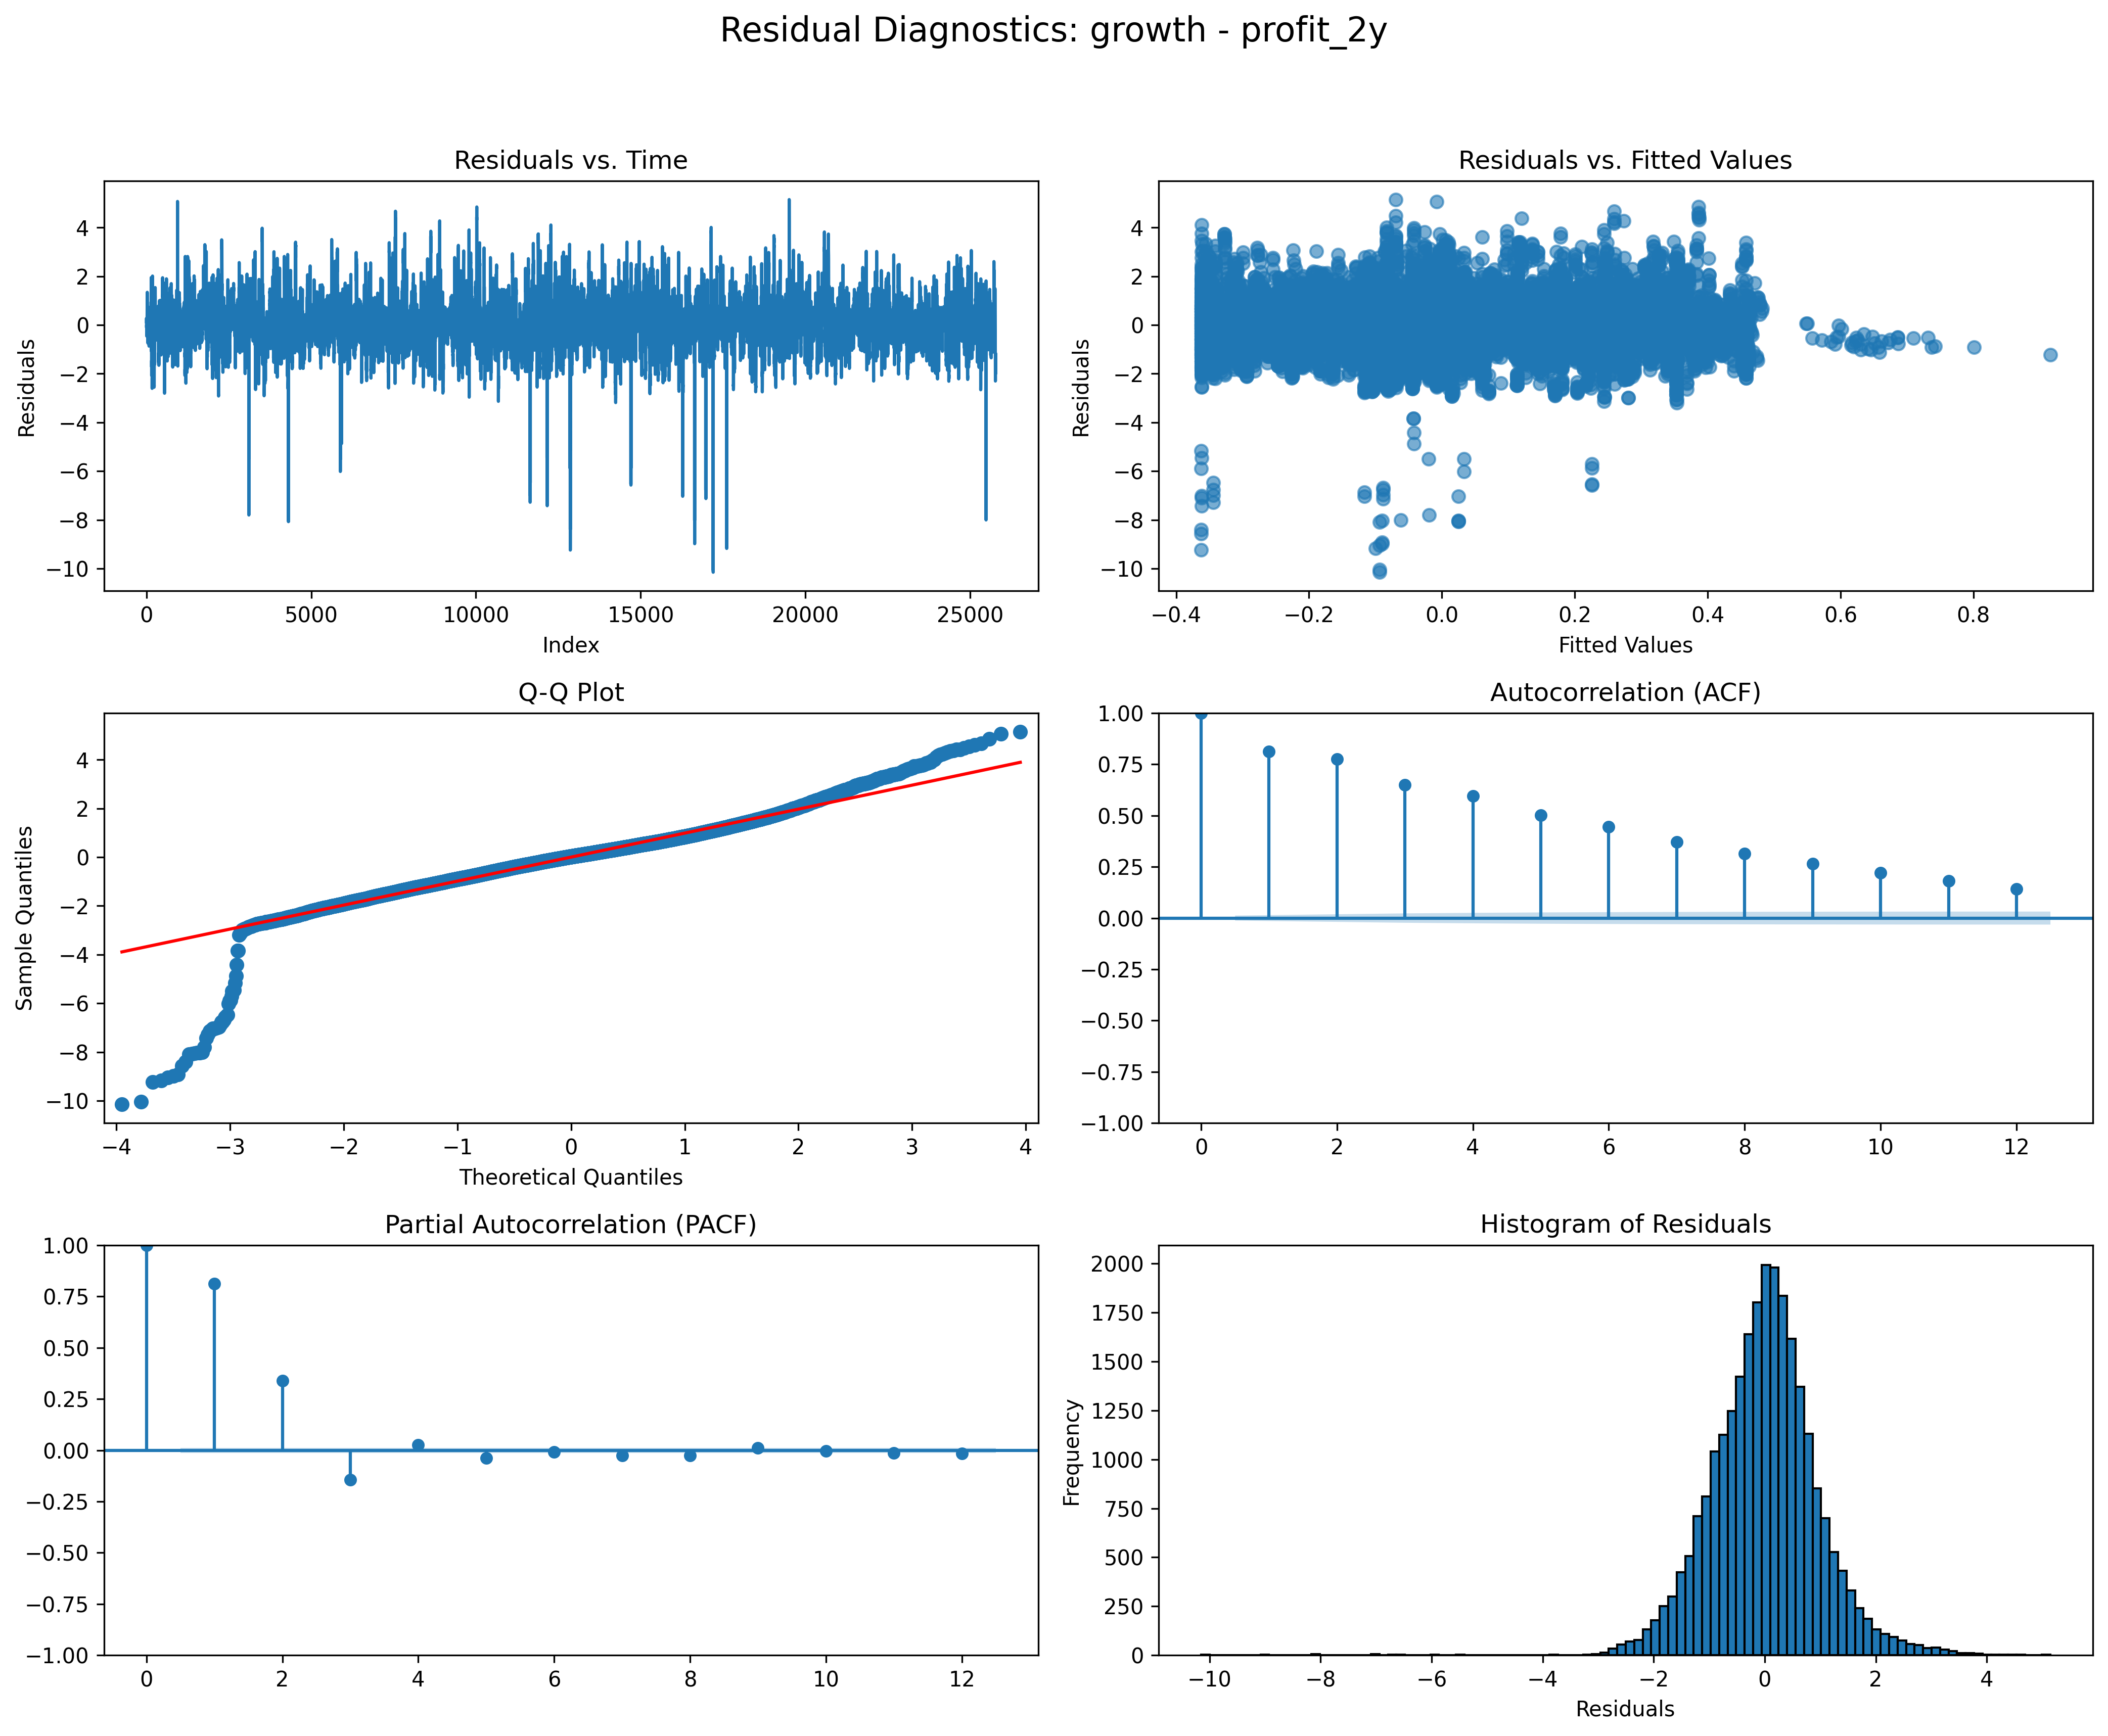 Residual Diagnostics: growth - profit_2y
Residuals vs. Time
Residuals
4
2
0
−2
−4
−6
−8
−10
0 5000 10000 15000 20000 25000
Index
Residuals vs. Fitted Values
Residuals
4
2
0
−2
−4
−6
−8
−10
−0.4 −0.2 0.0 0.2 0.4 0.6 0.8
Fitted Values
Q-Q Plot
Sample Quantiles
4
2
0
−2
−4
−6
−8
−10
−4 −3 −2 −1 0 1 2 3 4
Theoretical Quantiles
Autocorrelation (ACF)
1.00
0.75
0.50
0.25
0.00
−0.25
−0.50
−0.75
−1.00
0 2 4 6 8 10 12
Partial Autocorrelation (PACF)
1.00
0.75
0.50
0.25
0.00
−0.25
−0.50
−0.75
−1.00
0 2 4 6 8 10 12
Histogram of Residuals
Frequency
2000
1750
1500
1250
1000
750
500
250
0
−10 −8 −6 −4 −2 0 2 4
Residuals